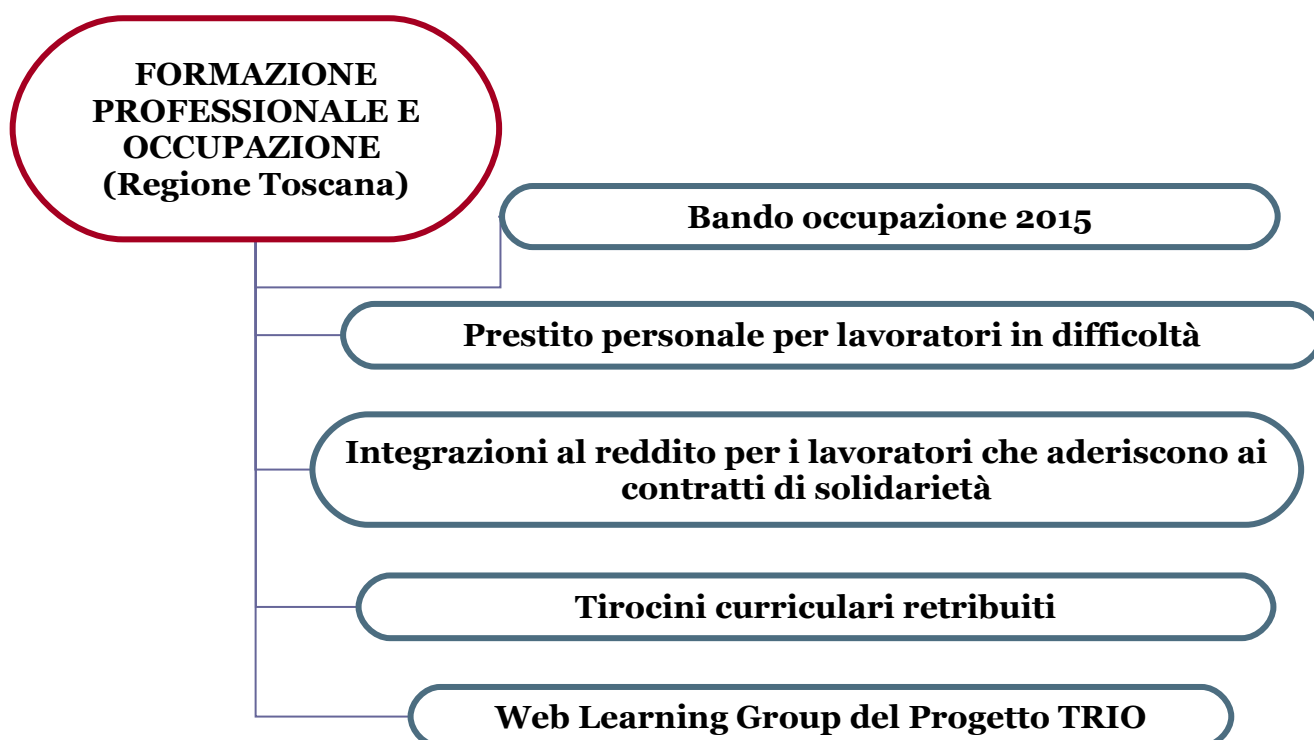 FORMAZIONE
PROFESSIONALE E
OCCUPAZIONE
(Regione Toscana)
Bando occupazione 2015
Prestito personale per lavoratori in difficoltà
Integrazioni al reddito per i lavoratori che aderiscono ai
contratti di solidarietà
Tirocini curriculari retribuiti
Web Learning Group del Progetto TRIO